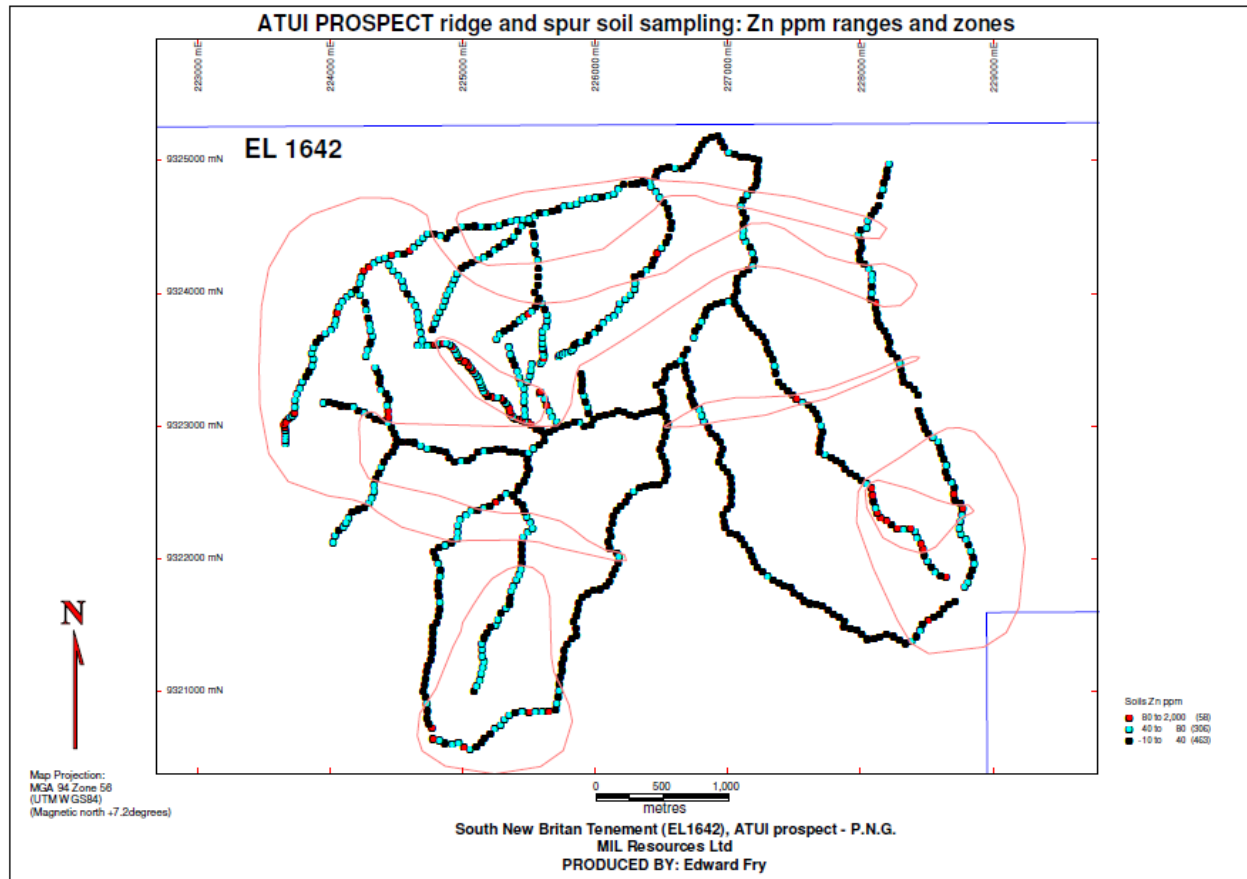 ATUI PROSPECT ridge and spur soil sampling: Zn ppm ranges and zones
223000 mE
224000 mE
225000 mE
226000 mE
227000 mE
228000 mE
229000 mE
EL 1642
9325000 mN
9324000 mN
9323000 mN
9322000 mN
9321000 mN
N
Soils Zn ppm
80 to 2,000 (58)
40 to 80 (306)
-10 to 40 (463)
Map Projection:
MGA 94 Zone 56
(UTM WGS84)
(Magnetic north +7.2degrees)
0 500 1,000
metres
South New Britan Tenement (EL1642), ATUI prospect - P.N.G.
MIL Resources Ltd
PRODUCED BY: Edward Fry